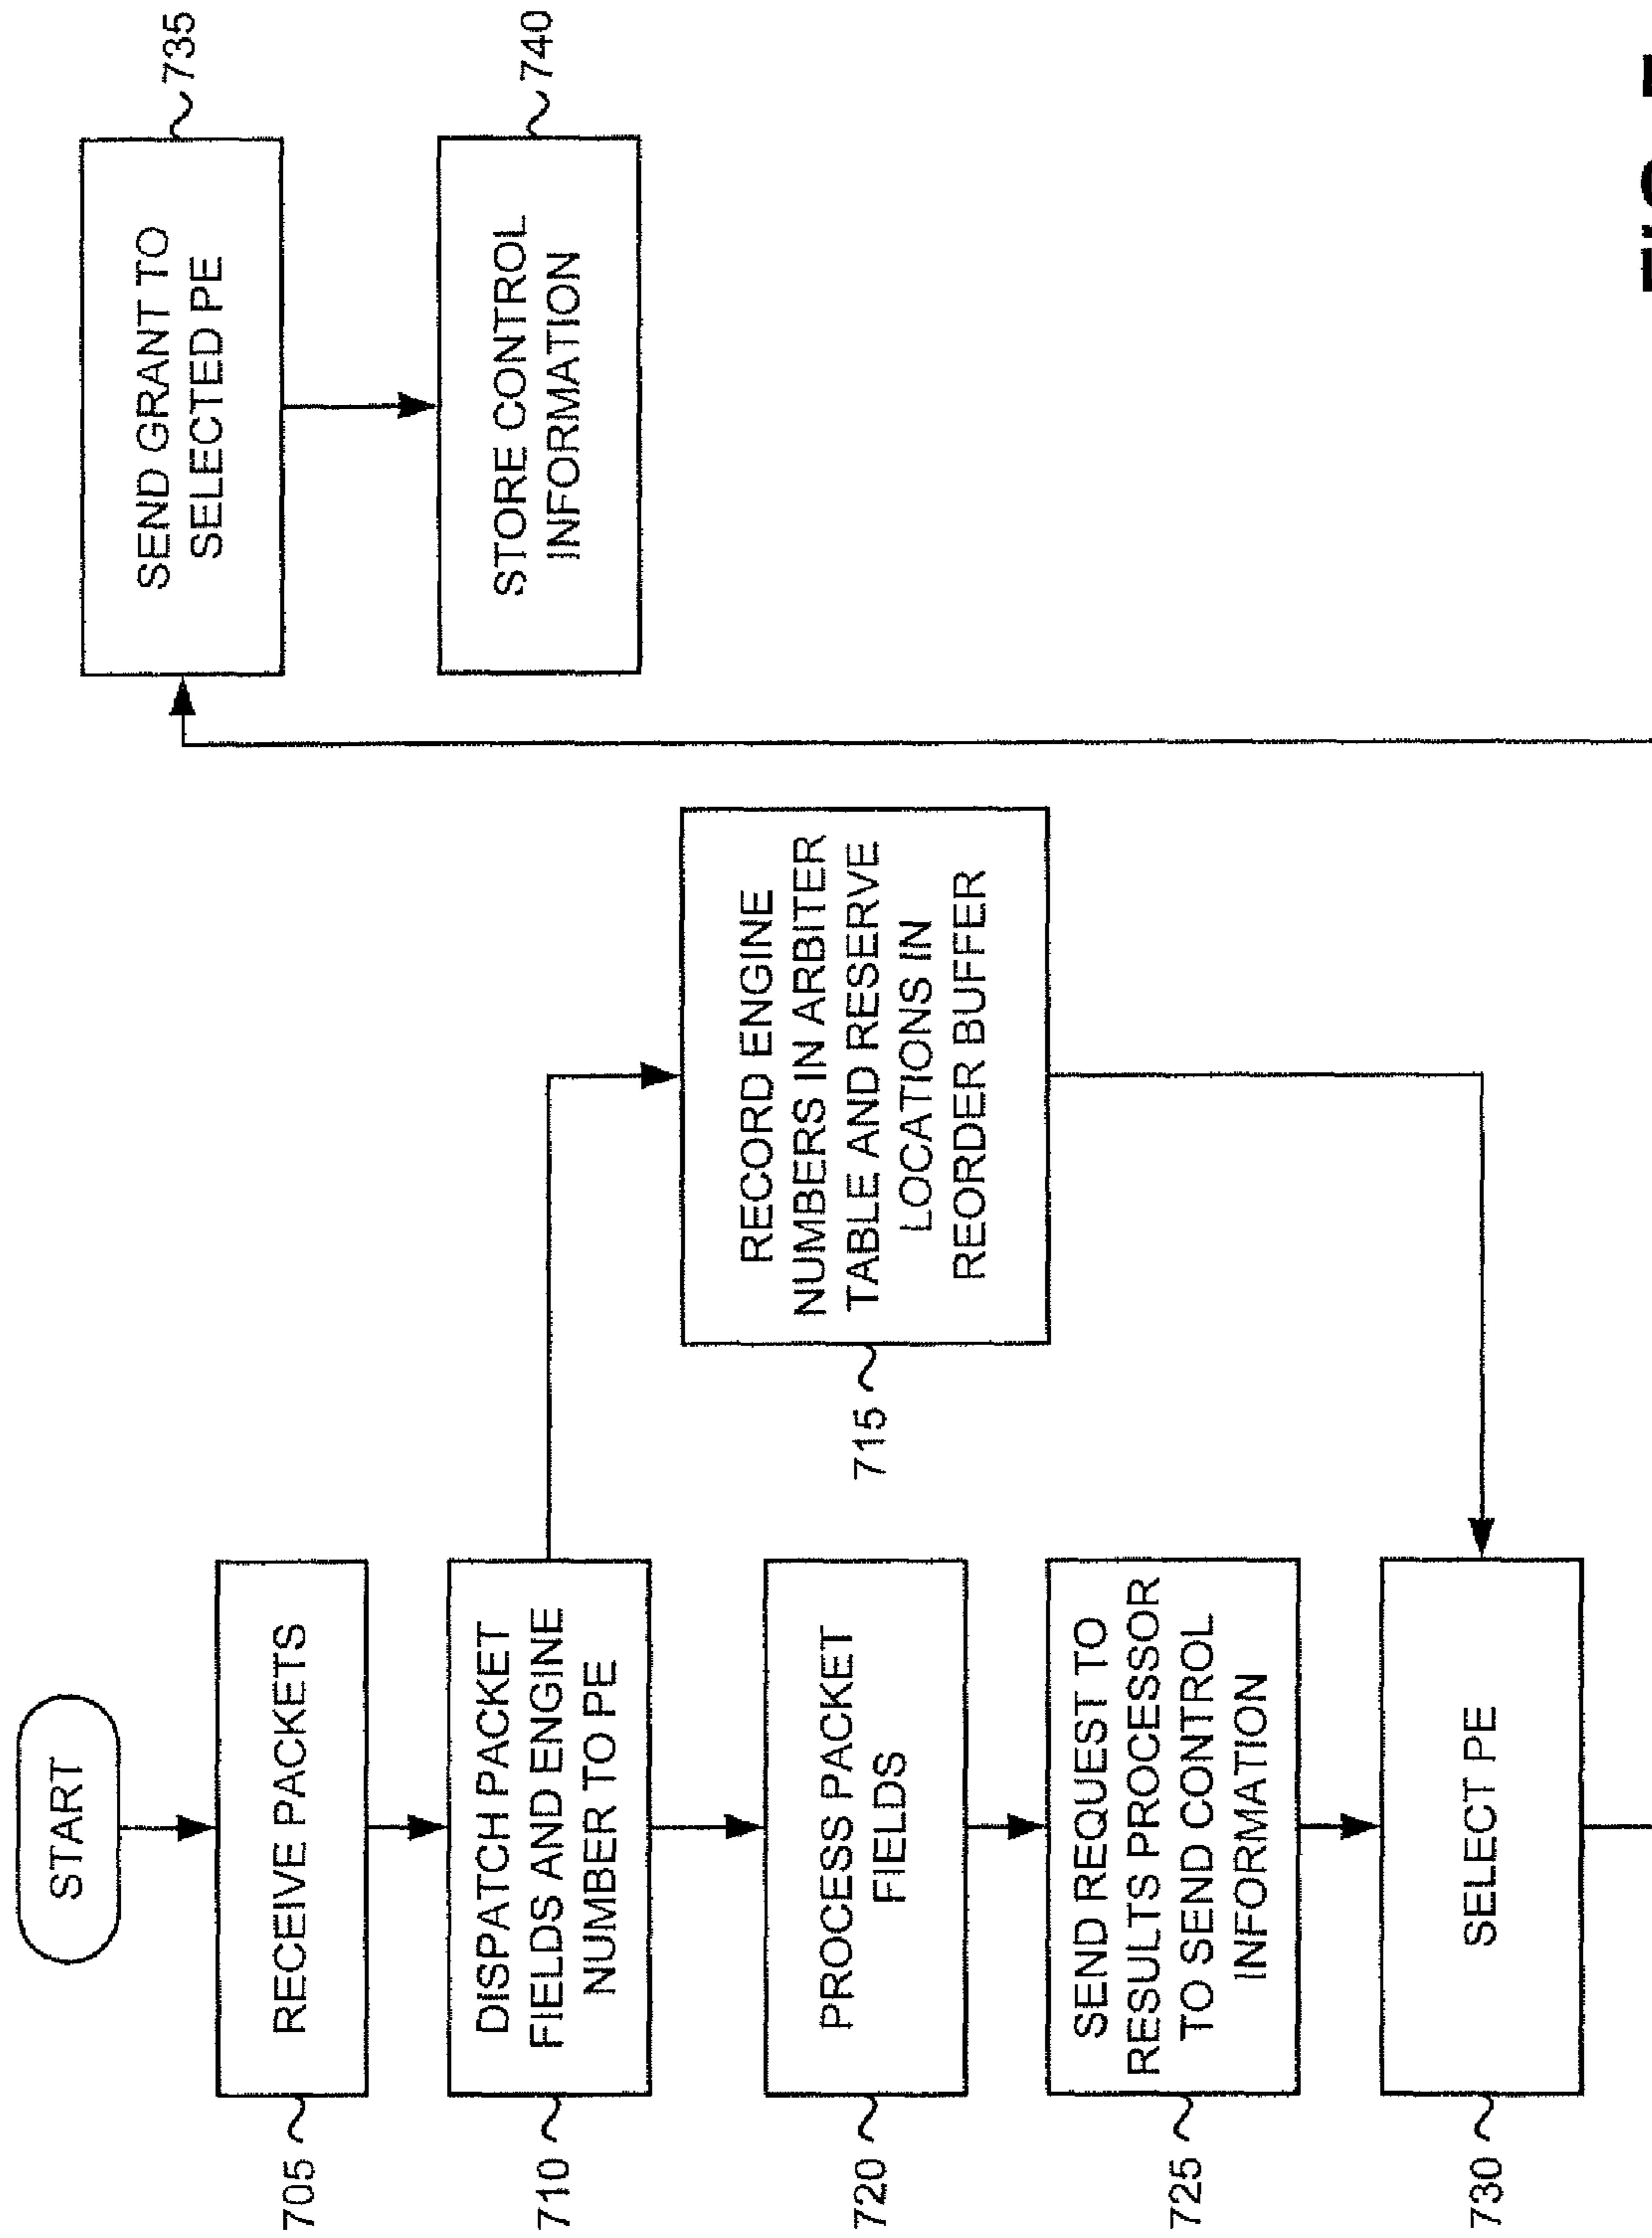 START
705
RECEIVE PACKETS
710
DISPATCH PACKET
FIELDS AND ENGINE
NUMBER TO PE
715
RECORD ENGINE
NUMBERS IN ARBITER
TABLE AND RESERVE
LOCATIONS IN
REORDER BUFFER
720
PROCESS PACKET
FIELDS
725
SEND REQUEST TO
RESULTS PROCESSOR
TO SEND CONTROL
INFORMATION
730
SELECT PE
SEND GRANT TO
SELECTED PE
735
STORE CONTROL
INFORMATION
740